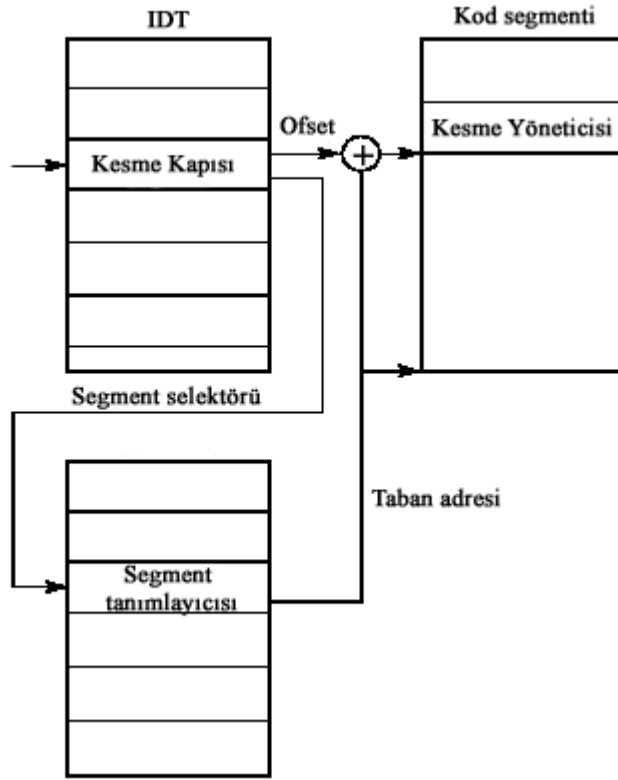 IDT
Kod segmenti
Ofset
Kesme Yöneticisi
Kesme Kapısı
Segment selektörü
Taban adresi
Segment
tanımlayıcısı